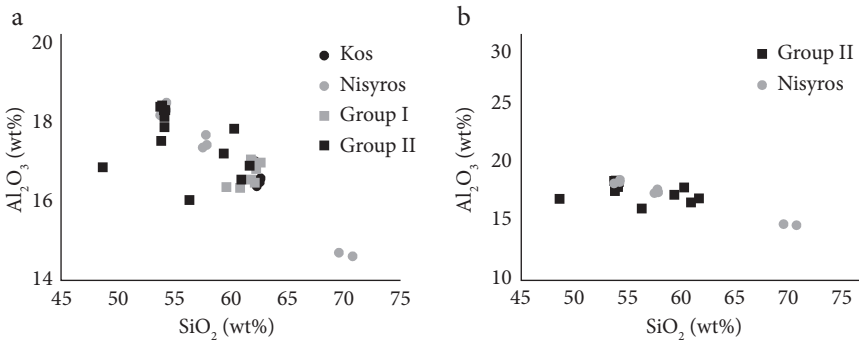 a
20
18
16
14
Al₂O₃ (wt%)
45 50 55 60 65 70 75
SiO₂ (wt%)
Kos
Nisyros
Group I
Group II
b
30
25
20
15
10
Al₂O₃ (wt%)
45 50 55 60 65 70 75
SiO₂ (wt%)
Group II
Nisyros